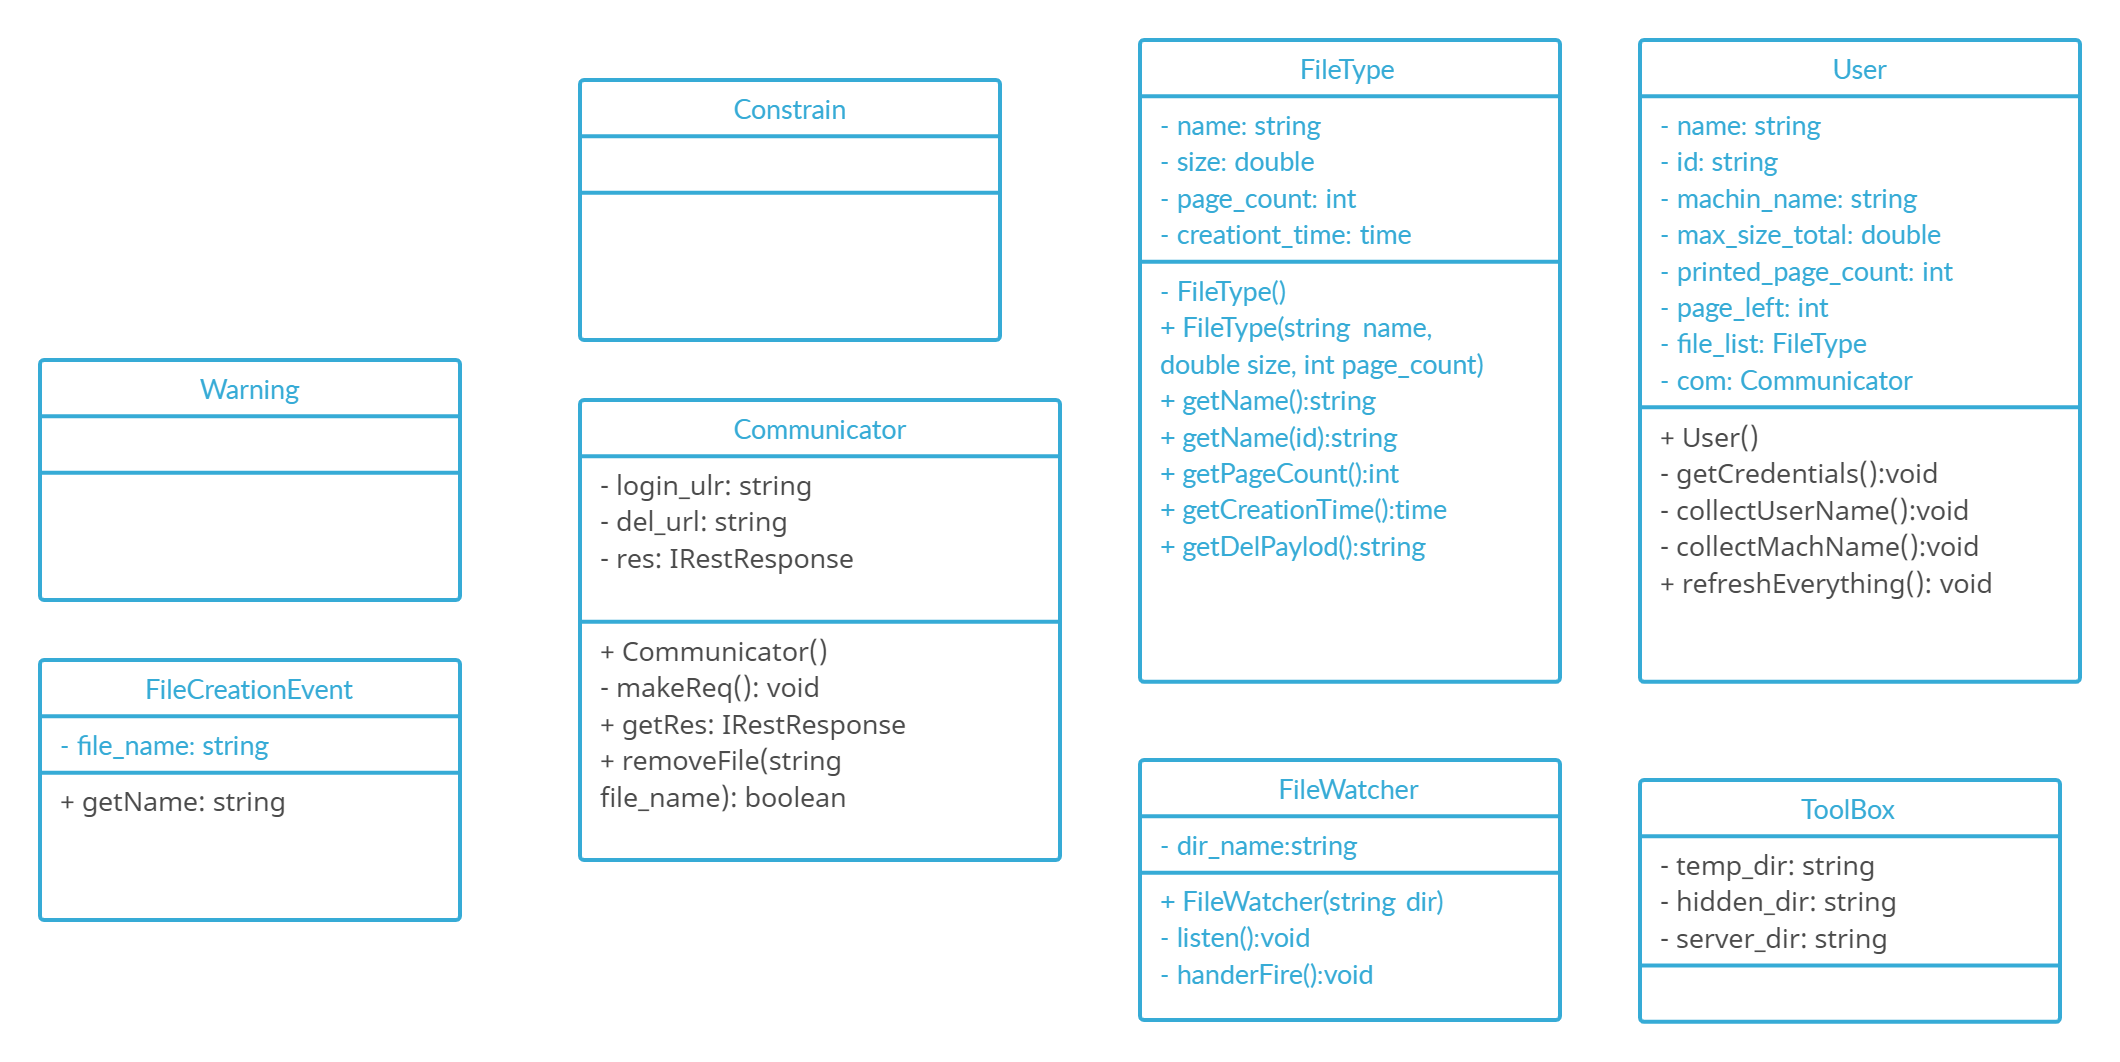 Warning
FileCreationEvent
- file_name: string
+ getName: string
Constrain
Communicator
- login_ulr: string
- del_url: string
- res: IRestResponse
+ Communicator()
- makeReq(): void
+ getRes: IRestResponse
+ removeFile(string
file_name): boolean
FileType
- name: string
- size: double
- page_count: int
- creationt_time: time
- FileType()
+ FileType(string name,
double size, int page_count)
+ getName():string
+ getName(id):string
+ getPageCount():int
+ getCreationTime():time
+ getDelPaylod():string
FileWatcher
- dir_name:string
+ FileWatcher(string dir)
- listen():void
- handerFire():void
User
- name: string
- id: string
- machin_name: string
- max_size_total: double
- printed_page_count: int
- page_left: int
- file_list: FileType
- com: Communicator
+ User()
- getCredentials():void
- collectUserName():void
- collectMachName():void
+ refreshEverything(): void
ToolBox
- temp_dir: string
- hidden_dir: string
- server_dir: string